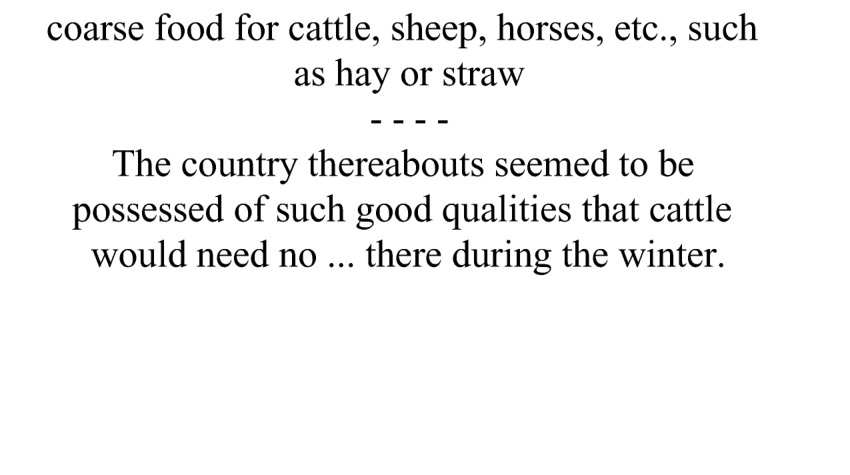 coarse food for cattle, sheep, horses, etc., such
as hay or straw
- - - -
The country thereabouts seemed to be
possessed of such good qualities that cattle
would need no ... there during the winter.